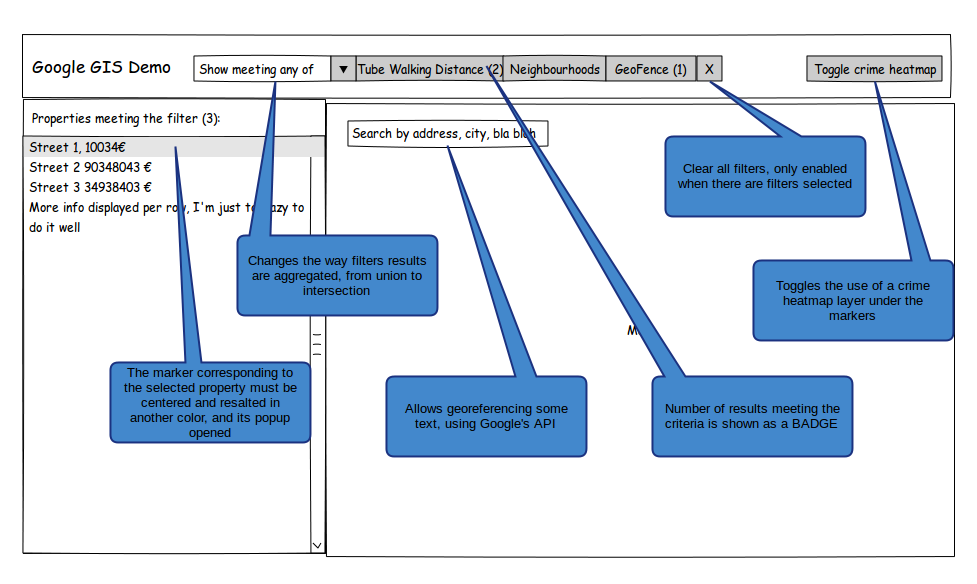 Google GIS Demo
Show meeting any of
▼
Tube Walking Distance (2)
Neighbourhoods
GeoFence (1)
X
Toggle crime heatmap
Properties meeting the filter (3):
Street 1, 10034€
Street 2 90348043 €
Street 3 34938403 €
More info displayed per row, I'm just to lazy to
do it well
Search by address, city, bla blah
Clear all filters, only enabled
when there are filters selected
Changes the way filters results
are aggregated, from union to
intersection
Toggles the use of a crime
heatmap layer under the
markers
The marker corresponding to
the selected property must be
centered and resalted in
another color, and its popup
opened
Allows georeferencing some
text, using Google's API
Number of results meeting the
criteria is shown as a BADGE